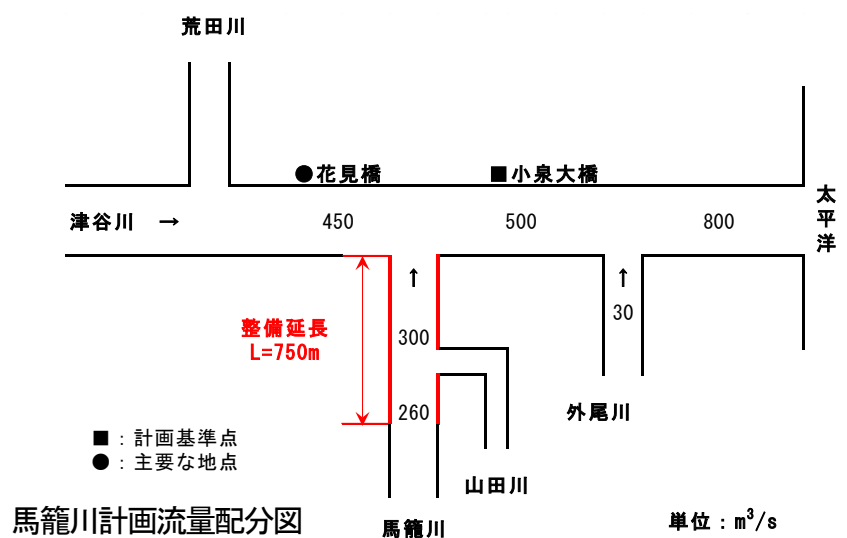 荒田川
●花見橋
■小泉大橋
太平洋
津谷川 →
450
500
800
↑
↑
30
整備延長
L=750m
300
260
外尾川
■：計画基準点
●：主要な地点
山田川
馬籠川計画流量配分図
馬籠川
単位：m³/s